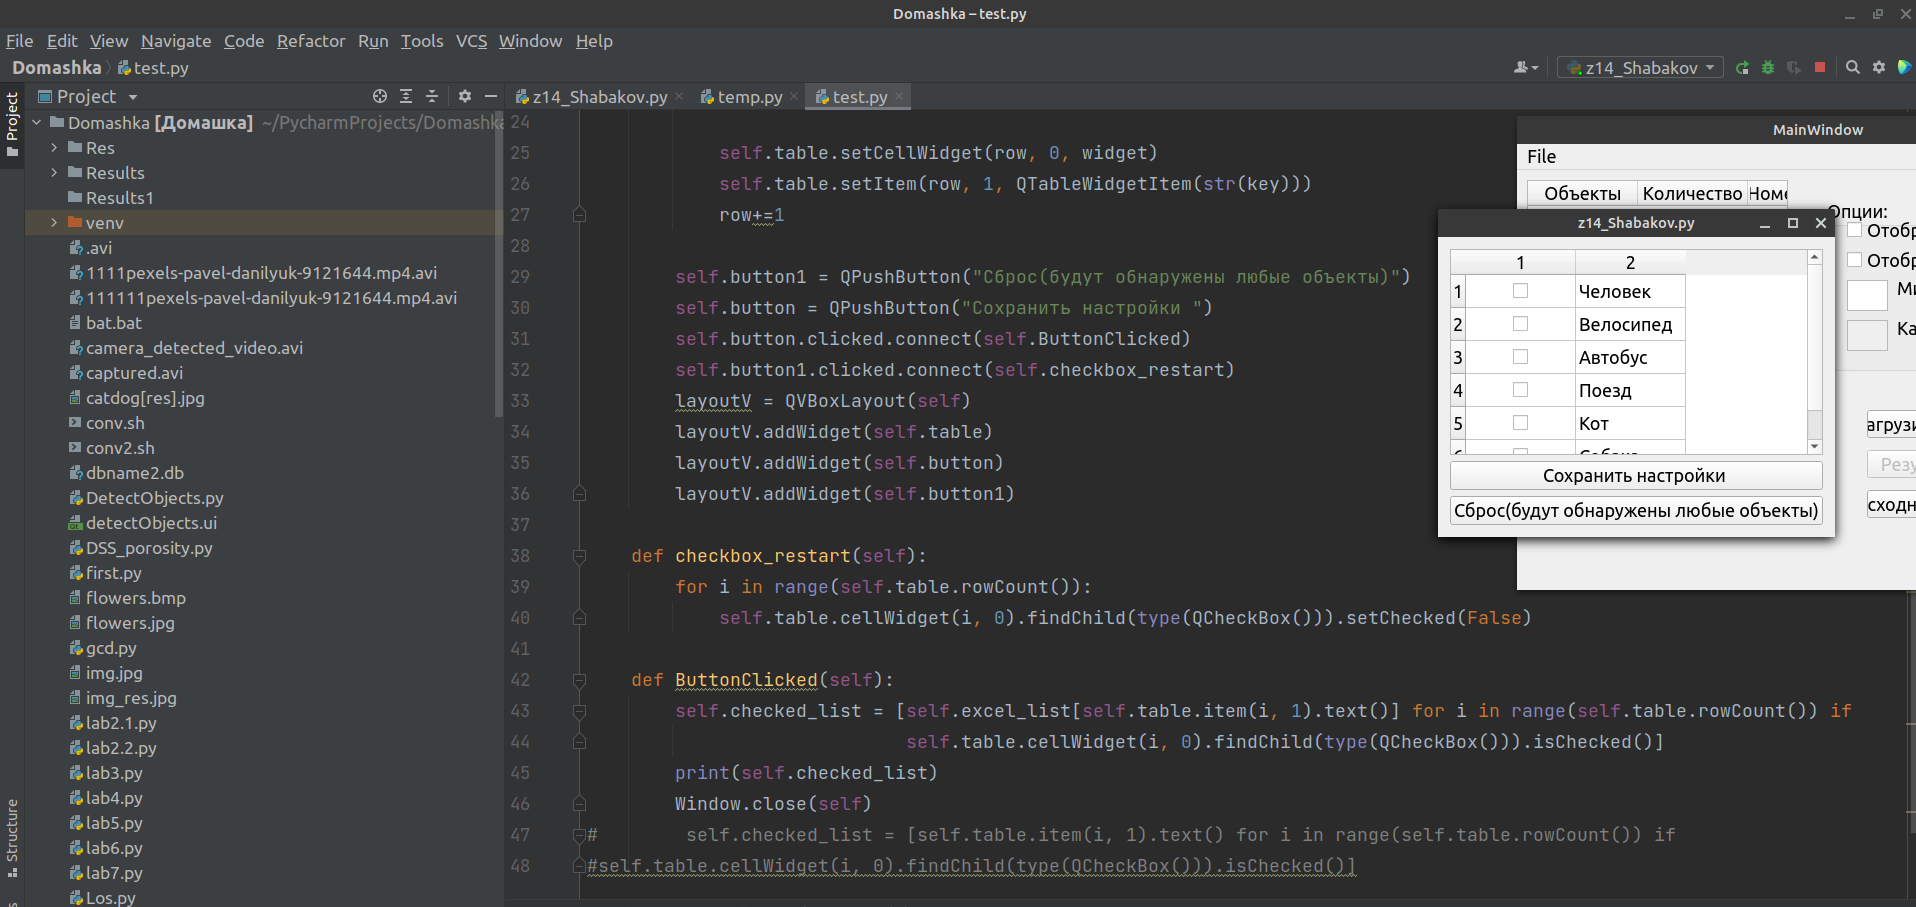 Domashka – test.py
File Edit View Navigate Code Refactor Run Tools VCS Window Help
Domashka test.py
z14_Shabakov
Project
z14_Shabakov.py
temp.py
test.py
Project
Structure
Domashka [Домашка] ~/PycharmProjects/Domashka
Res
Results
Results1
venv
.avi
1111pexels-pavel-danilyuk-9121644.mp4.avi
111111pexels-pavel-danilyuk-9121644.mp4.avi
bat.bat
camera_detected_video.avi
captured.avi
catdog[res].jpg
conv.sh
conv2.sh
dbname2.db
DetectObjects.py
detectObjects.ui
DSS_porosity.py
first.py
flowers.bmp
flowers.jpg
gcd.py
img.jpg
img_res.jpg
lab2.1.py
lab2.2.py
lab3.py
lab4.py
lab5.py
lab6.py
lab7.py
Los.py
24
25 self.table.setCellWidget(row, 0, widget)
26 self.table.setItem(row, 1, QTableWidgetItem(str(key)))
27 row+=1
28
29 self.button1 = QPushButton("Сброс(будут обнаружены любые объекты)")
30 self.button = QPushButton("Сохранить настройки ")
31 self.button.clicked.connect(self.ButtonClicked)
32 self.button1.clicked.connect(self.checkbox_restart)
33 layoutV = QVBoxLayout(self)
34 layoutV.addWidget(self.table)
35 layoutV.addWidget(self.button)
36 layoutV.addWidget(self.button1)
37
38 def checkbox_restart(self):
39 for i in range(self.table.rowCount()):
40 self.table.cellWidget(i, 0).findChild(type(QCheckBox())).setChecked(False)
41
42 def ButtonClicked(self):
43 self.checked_list = [self.excel_list[self.table.item(i, 1).text()] for i in range(self.table.rowCount()) if
44 self.table.cellWidget(i, 0).findChild(type(QCheckBox())).isChecked()]
45 print(self.checked_list)
46 Window.close(self)
47 # self.checked_list = [self.table.item(i, 1).text() for i in range(self.table.rowCount()) if
48 #self.table.cellWidget(i, 0).findChild(type(QCheckBox())).isChecked()]
MainWindow
File
Объекты Количество Номе
Опции:
Отобр
Отобр
Ми
Ка
агрузи
Резу
сходн
z14_Shabakov.py
1 2
1 Человек
2 Велосипед
3 Автобус
4 Поезд
5 Кот
Сохранить настройки
Сброс(будут обнаружены любые объекты)